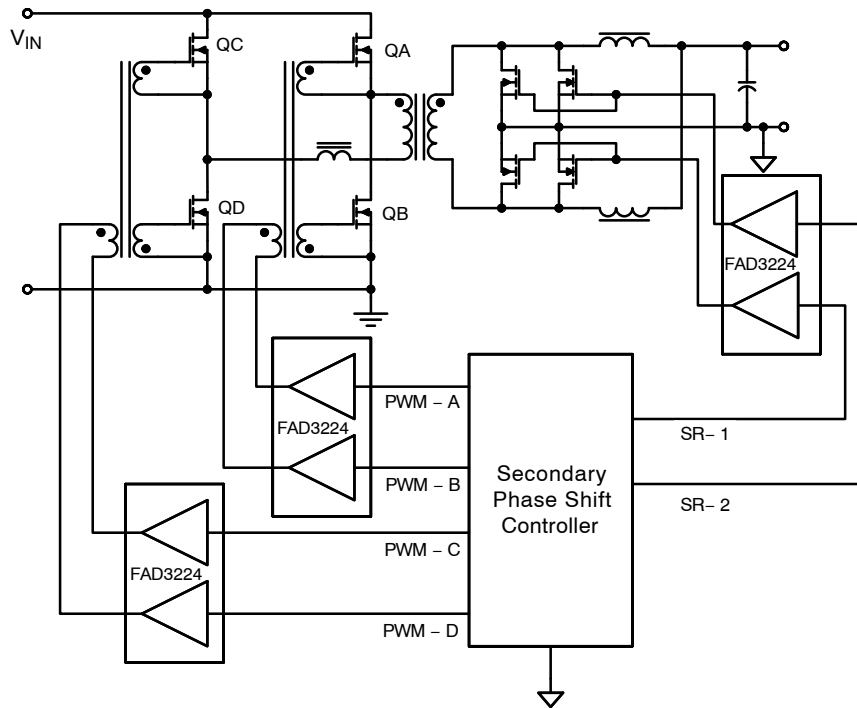 VIN
QC
QA
QD
QB
FAD3224
FAD3224
FAD3224
PWM – A
PWM – B
PWM – C
PWM – D
Secondary
Phase Shift
Controller
SR– 1
SR– 2